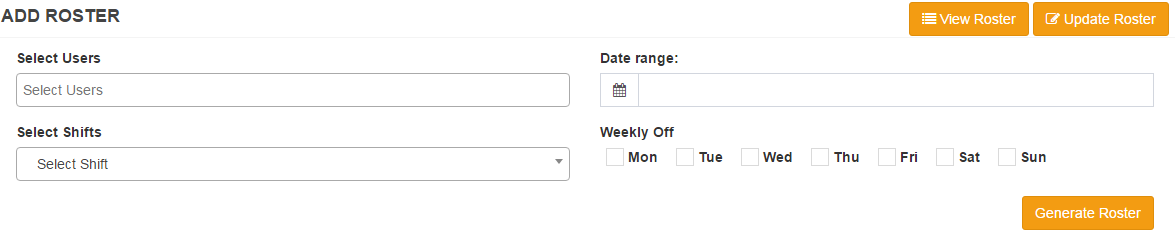 ADD ROSTER
View Roster
Update Roster
Select Users
Date range:
Select Users
Select Shifts
Weekly Off
Select Shift
Mon Tue Wed Thu Fri Sat Sun
Generate Roster